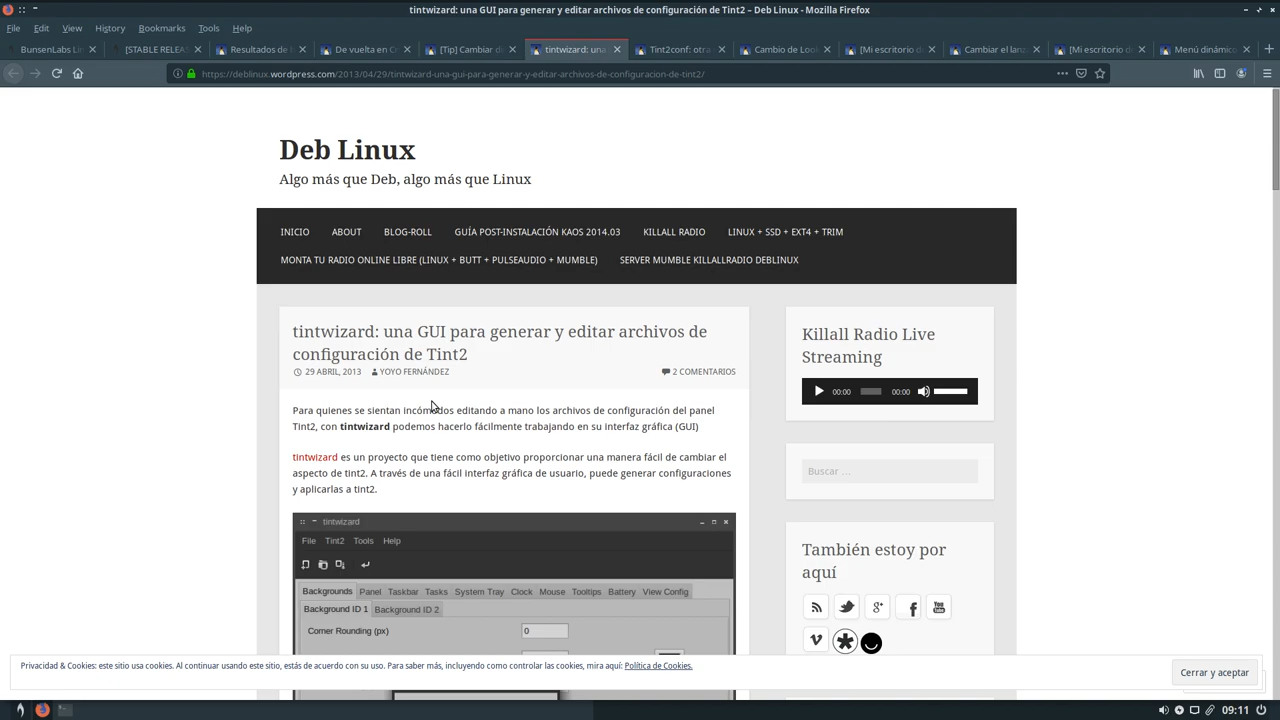 tintwizard: una GUI para generar y editar archivos de configuración de Tint2 – Deb Linux - Mozilla Firefox
File Edit View History Bookmarks Tools Help
BunsenLabs Lin [STABLE RELEA Resultados de l De vuelta en C [Tip] Cambiar d tintwizard: una Tint2conf: otra Cambio de Look [Mi escritorio d Cambiar el lanz [Mi escritorio d Menú dinámico
https://deblinux.wordpress.com/2013/04/29/tintwizard-una-gui-para-generar-y-editar-archivos-de-configuracion-de-tint2/
Deb Linux
Algo más que Deb, algo más que Linux
INICIO ABOUT BLOG-ROLL GUÍA POST-INSTALACIÓN KAOS 2014.03 KILLALL RADIO LINUX + SSD + EXT4 + TRIM
MONTA TU RADIO ONLINE LIBRE (LINUX + BUTT + PULSEAUDIO + MUMBLE) SERVER MUMBLE KILLALLRADIO DEBLINUX
tintwizard: una GUI para generar y editar archivos de
configuración de Tint2
29 ABRIL, 2013 YOYO FERNÁNDEZ 2 COMENTARIOS
Para quienes se sientan incómodos editando a mano los archivos de configuración del panel
Tint2, con tintwizard podemos hacerlo fácilmente trabajando en su interfaz gráfica (GUI)
tintwizard es un proyecto que tiene como objetivo proporcionar una manera fácil de cambiar el
aspecto de tint2. A través de una fácil interfaz gráfica de usuario, puede generar configuraciones
y aplicarlas a tint2.
tintwizard
File Tint2 Tools Help
Backgrounds Panel Taskbar Tasks System Tray Clock Mouse Tooltips Battery View Config
Background ID 1 Background ID 2
Corner Rounding (px) 0
Killall Radio Live
Streaming
00:00 00:00
Buscar …
También estoy por
aquí
Privacidad & Cookies: este sitio usa cookies. Al continuar usando este sitio, estás de acuerdo con su uso. Para saber más, incluyendo como controlar las cookies, mira aquí: Política de Cookies.
Cerrar y aceptar
09:11